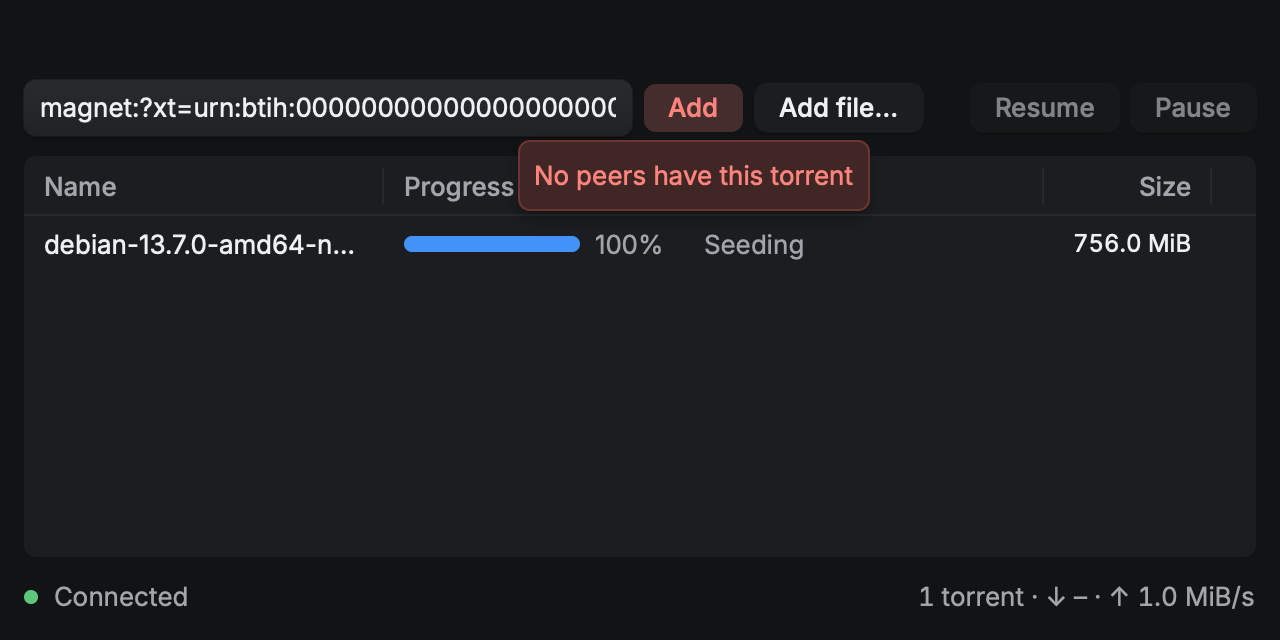 magnet:?xt=urn:btih:00000000000000000000 Add Add file... Resume Pause
No peers have this torrent
Name Progress Size
debian-13.7.0-amd64-n... 100% Seeding 756.0 MiB
Connected 1 torrent · ↓ – · ↑ 1.0 MiB/s